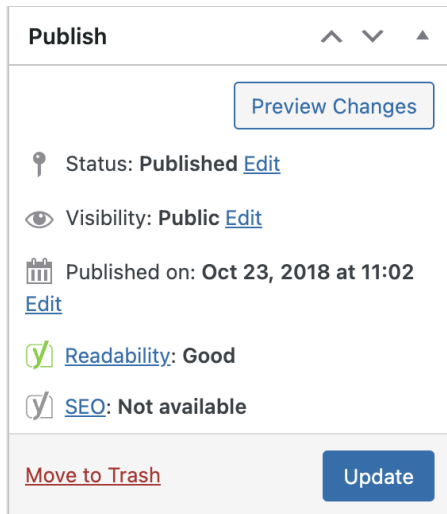 Publish
Preview Changes
Status: Published Edit
Visibility: Public Edit
Published on: Oct 23, 2018 at 11:02
Edit
Readability: Good
SEO: Not available
Move to Trash
Update